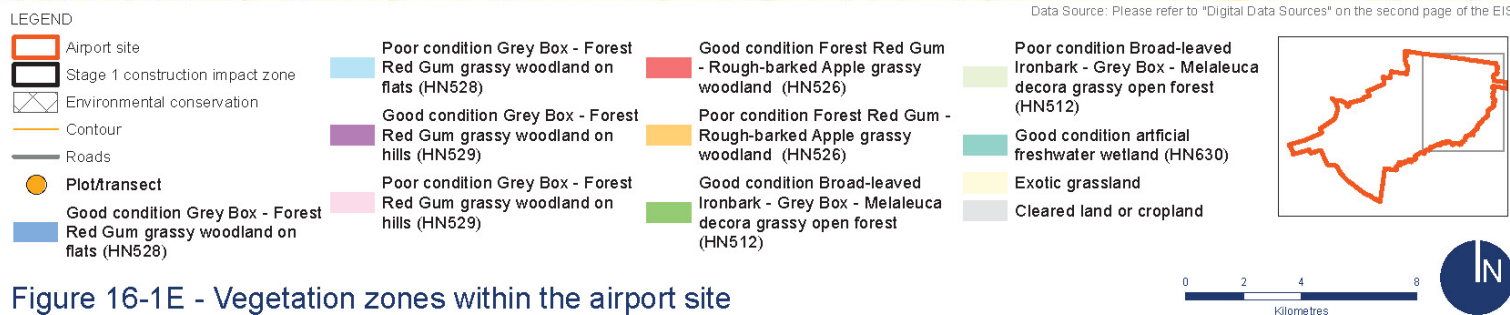 Data Source: Please refer to "Digital Data Sources" on the second page of the EIS
LEGEND
Airport site
Stage 1 construction impact zone
Environmental conservation
Contour
Roads
Plot/transect
Good condition Grey Box - Forest
Red Gum grassy woodland on
flats (HN528)
Poor condition Grey Box - Forest
Red Gum grassy woodland on
flats (HN528)
Good condition Grey Box - Forest
Red Gum grassy woodland on
hills (HN529)
Poor condition Grey Box - Forest
Red Gum grassy woodland on
hills (HN529)
Good condition Forest Red Gum
- Rough-barked Apple grassy
woodland (HN526)
Poor condition Forest Red Gum -
Rough-barked Apple grassy
woodland (HN526)
Good condition Broad-leaved
Ironbark - Grey Box - Melaleuca
decora grassy open forest
(HN512)
Poor condition Broad-leaved
Ironbark - Grey Box - Melaleuca
decora grassy open forest
(HN512)
Good condition artficial
freshwater wetland (HN630)
Exotic grassland
Cleared land or cropland
Figure 16-1E - Vegetation zones within the airport site
0 2 4 8
Kilometres
N